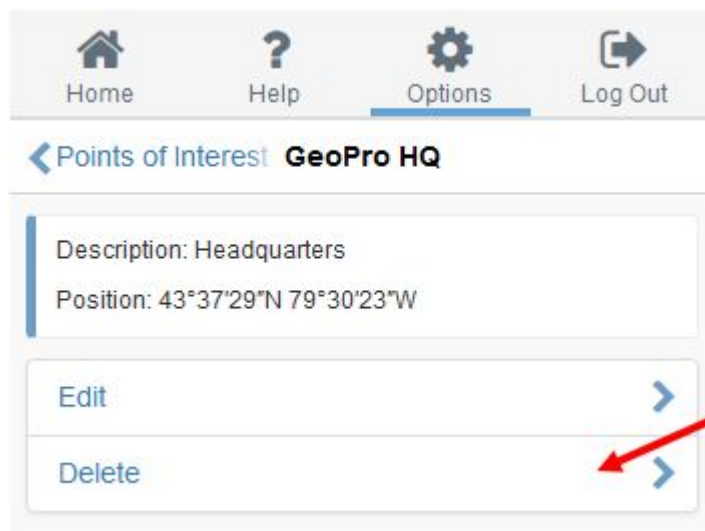 Home Help Options Log Out
Points of Interest GeoPro HQ
Description: Headquarters
Position: 43°37'29"N 79°30'23"W
Edit
Delete